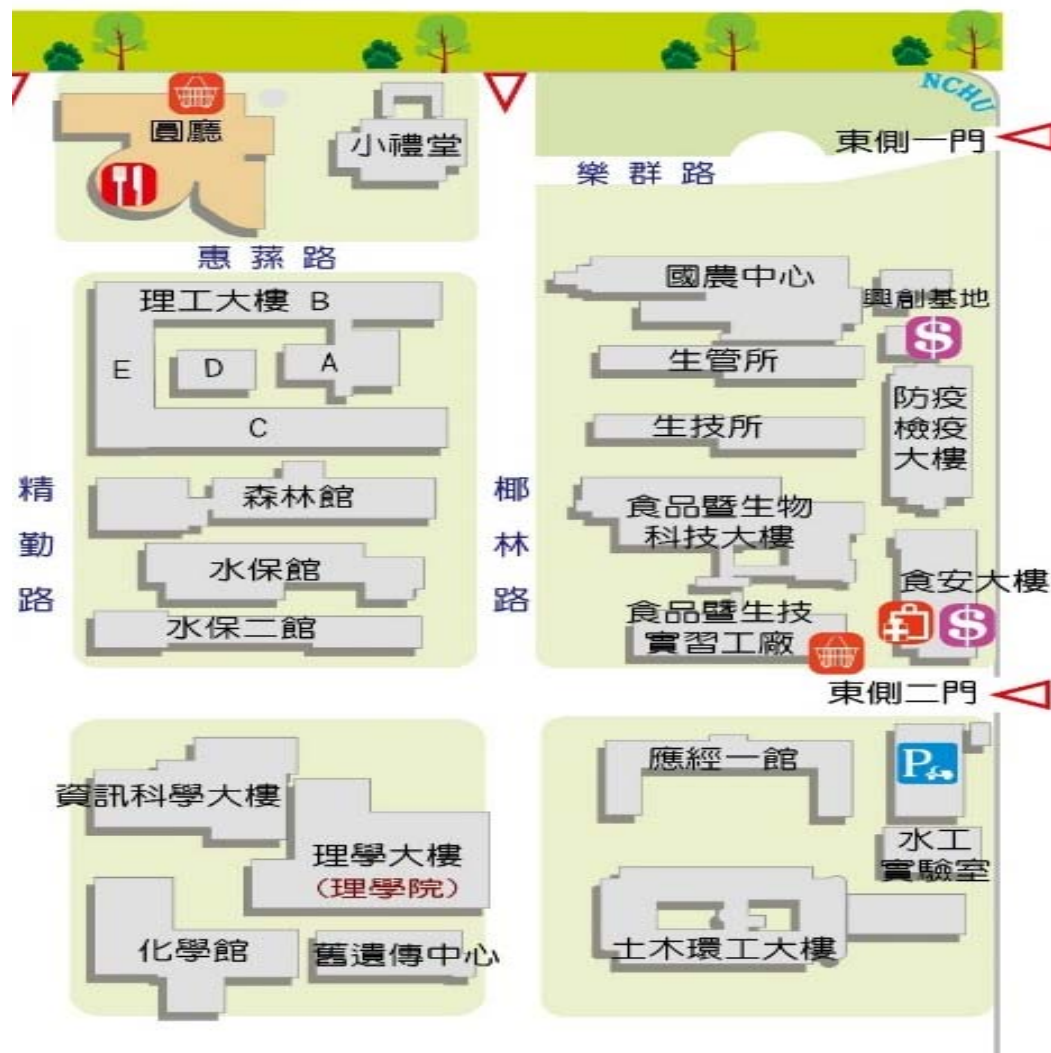 NCHU
圓廳
小禮堂
東側一門
樂群路
惠蓀路
理工大樓 B
E
D
A
C
國農中心
興創基地
$
生管所
防疫
檢疫
大樓
生技所
精勤路
椰林路
森林館
食品暨生物
科技大樓
水保館
食安大樓
水保二館
食品暨生技
實習工廠
$
東側二門
應經一館
P
資訊科學大樓
水工
實驗室
理學大樓
(理學院)
化學館
舊遺傳中心
土木環工大樓